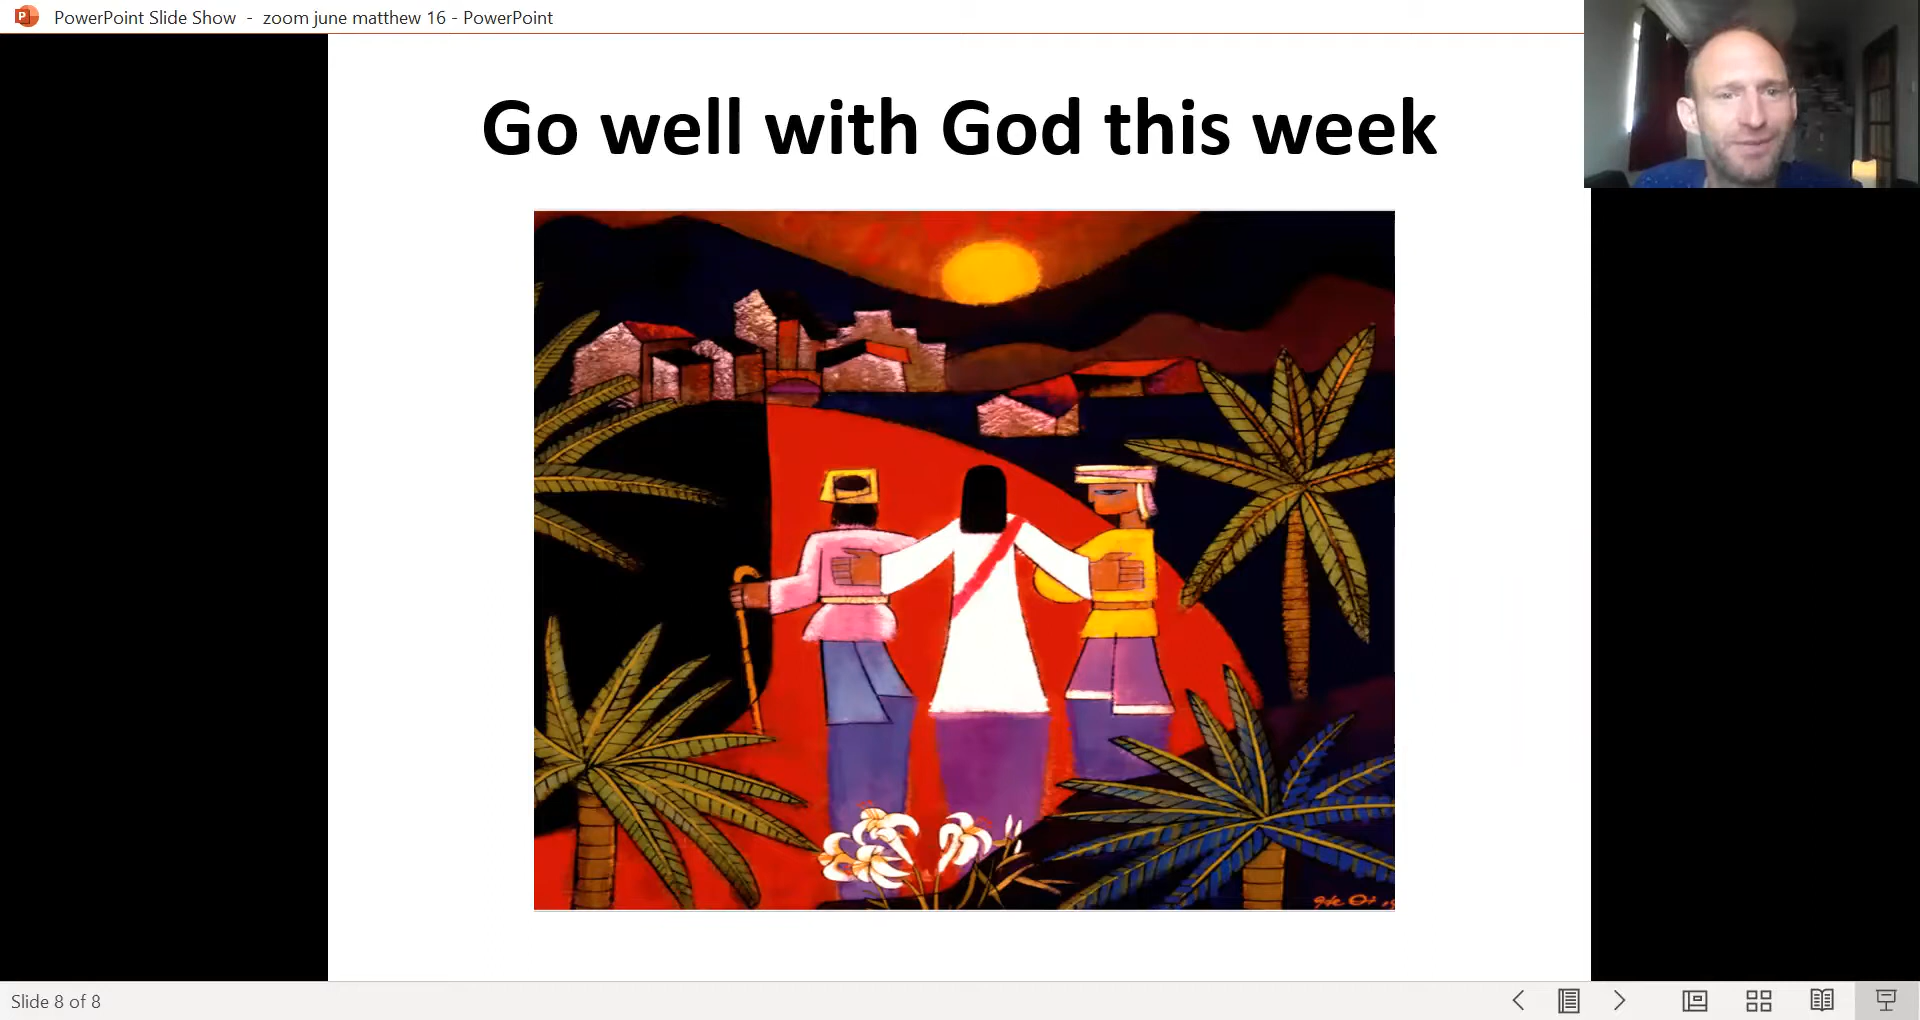 PowerPoint Slide Show - zoom june matthew 16 - PowerPoint
Go well with God this week
Slide 8 of 8